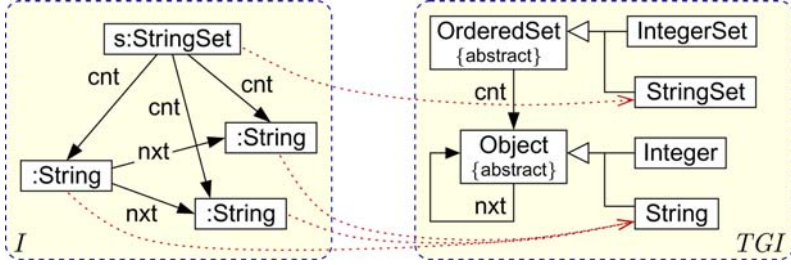 s:StringSet
cnt
cnt
cnt
:String
nxt
:String
nxt
:String
I
OrderedSet
{abstract}
IntegerSet
cnt
StringSet
Object
{abstract}
Integer
nxt
String
TGI